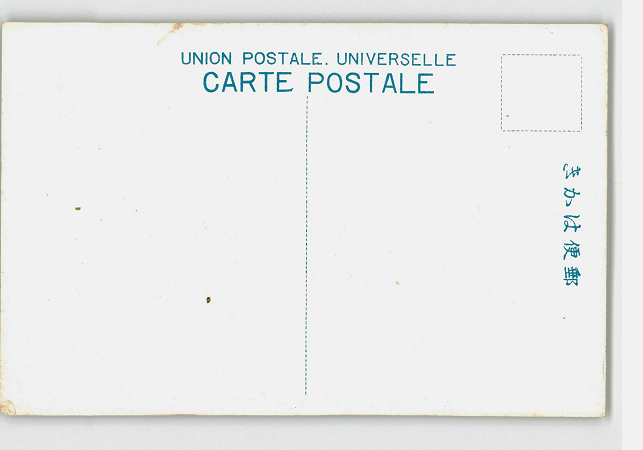 UNION POSTALE. UNIVERSELLE
CARTE POSTALE
郵便はかき